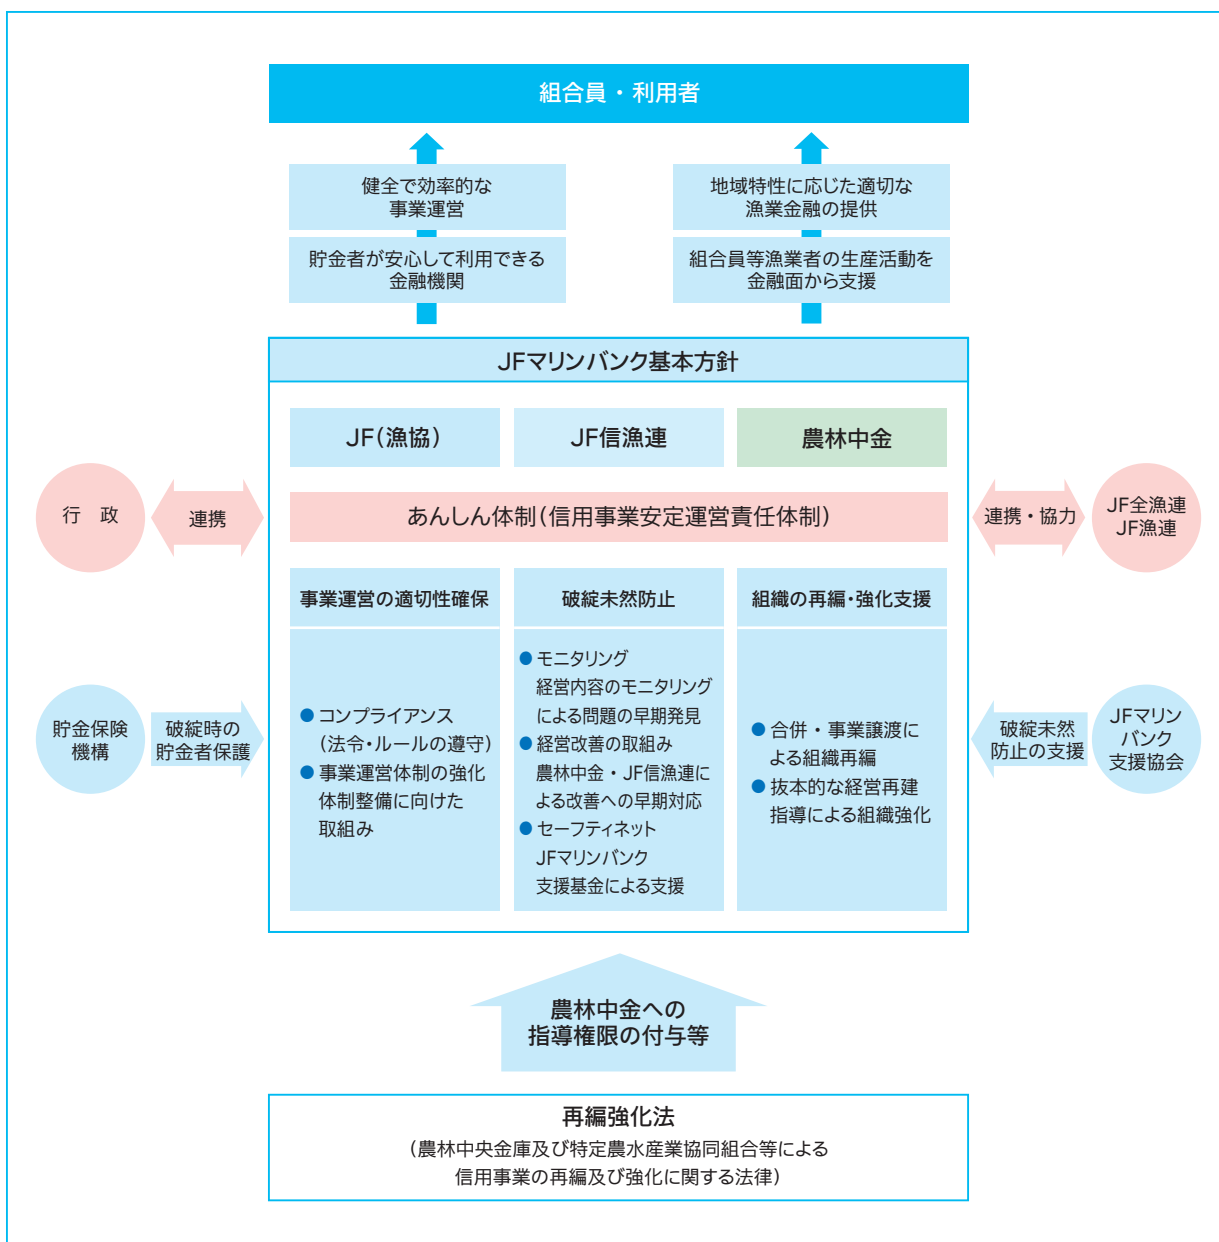 組合員・利用者
健全で効率的な
事業運営
貯金者が安心して利用できる
金融機関
地域特性に応じた適切な
漁業金融の提供
組合員等漁業者の生産活動を
金融面から支援
JFマリンバンク基本方針
JF(漁協)
JF信漁連
農林中金
行　政
連携
あんしん体制(信用事業安定運営責任体制)
連携・協力
JF全漁連
JF漁連
事業運営の適切性確保
破綻未然防止
組織の再編・強化支援
貯金保険
機構
破綻時の
貯金者保護
● コンプライアンス
(法令・ルールの遵守)
● 事業運営体制の強化
体制整備に向けた
取組み
● モニタリング
経営内容のモニタリング
による問題の早期発見
● 経営改善の取組み
農林中金・JF信漁連に
よる改善への早期対応
● セーフティネット
JFマリンバンク
支援基金による支援
● 合併・事業譲渡に
よる組織再編
● 抜本的な経営再建
指導による組織強化
破綻未然
防止の支援
JFマリン
バンク
支援協会
農林中金への
指導権限の付与等
再編強化法
(農林中央金庫及び特定農水産業協同組合等による
信用事業の再編及び強化に関する法律)